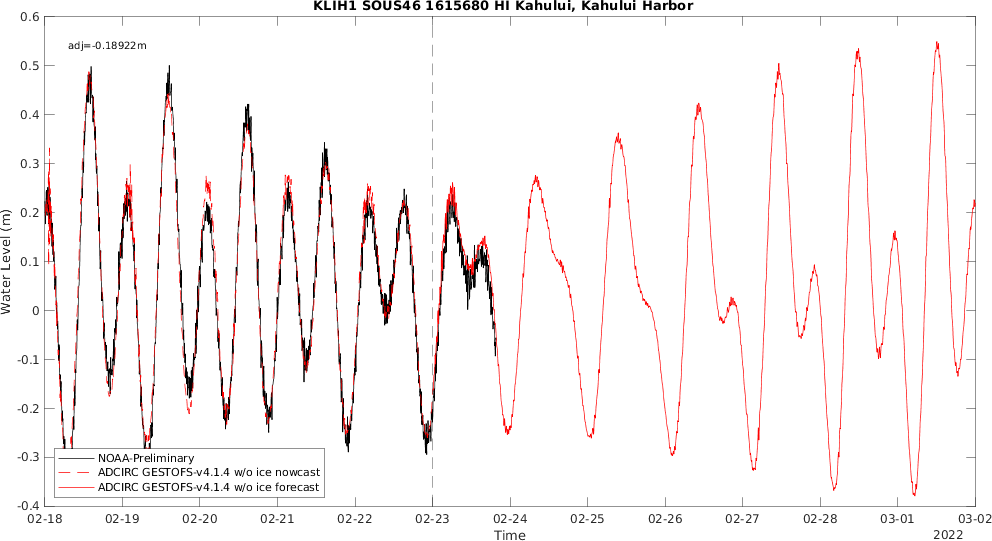 KLIH1 SOUS46 1615680 HI Kahului, Kahului Harbor
adj=-0.18922m
0.6
0.5
0.4
0.3
0.2
0.1
0
-0.1
-0.2
-0.3
-0.4
Water Level (m)
NOAA-Preliminary
ADCIRC GESTOFS-v4.1.4 w/o ice nowcast
ADCIRC GESTOFS-v4.1.4 w/o ice forecast
02-18 02-19 02-20 02-21 02-22 02-23 02-24 02-25 02-26 02-27 02-28 03-01 03-02
Time
2022